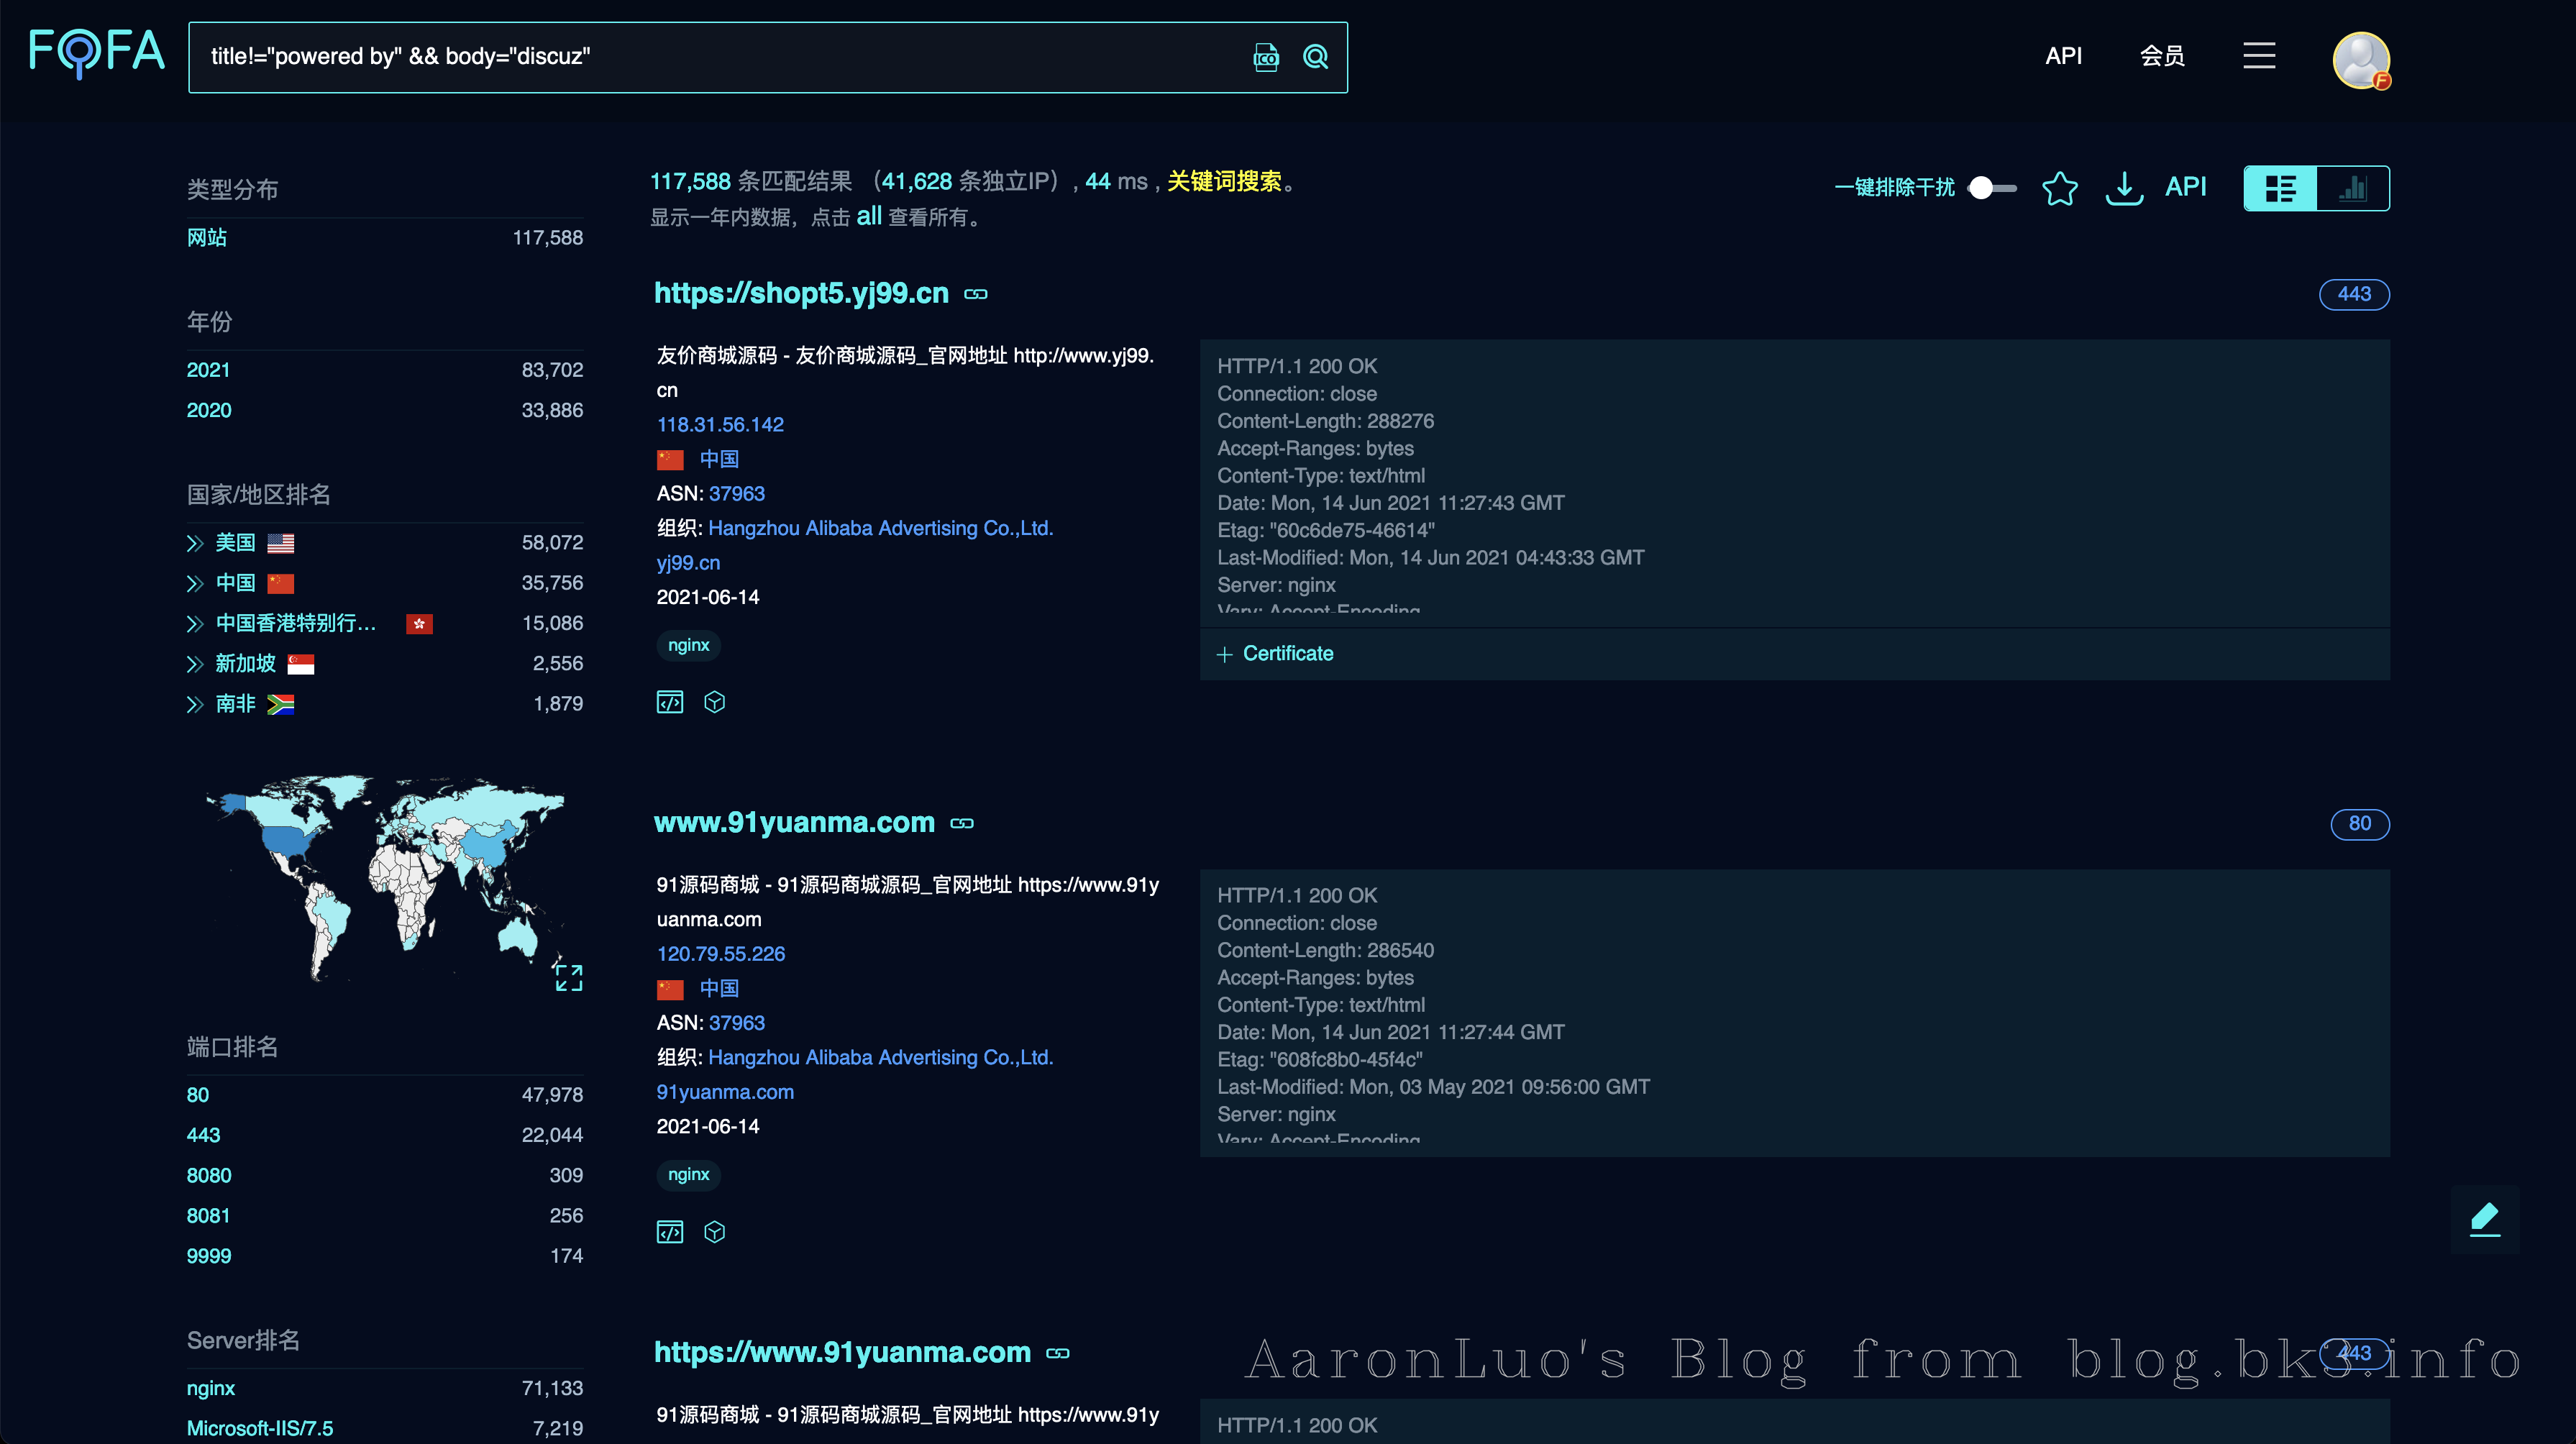 FOFA
title!="powered by" && body="discuz"
ICO
API
会员
F
类型分布
网站 117,588
年份
2021 83,702
2020 33,886
国家/地区排名
美国 58,072
中国 35,756
中国香港特别行... 15,086
新加坡 2,556
南非 1,879
端口排名
80 47,978
443 22,044
8080 309
8081 256
9999 174
Server排名
nginx 71,133
Microsoft-IIS/7.5 7,219
117,588 条匹配结果 （41,628 条独立IP）, 44 ms , 关键词搜索。
显示一年内数据，点击 all 查看所有。
一键排除干扰
API
https://shopt5.yj99.cn
443
友价商城源码 - 友价商城源码_官网地址 http://www.yj99.
cn
118.31.56.142
中国
ASN: 37963
组织: Hangzhou Alibaba Advertising Co.,Ltd.
yj99.cn
2021-06-14
nginx
HTTP/1.1 200 OK
Connection: close
Content-Length: 288276
Accept-Ranges: bytes
Content-Type: text/html
Date: Mon, 14 Jun 2021 11:27:43 GMT
Etag: "60c6de75-46614"
Last-Modified: Mon, 14 Jun 2021 04:43:33 GMT
Server: nginx
Vary: Accept-Encoding
Certificate
www.91yuanma.com
80
91源码商城 - 91源码商城源码_官网地址 https://www.91y
uanma.com
120.79.55.226
中国
ASN: 37963
组织: Hangzhou Alibaba Advertising Co.,Ltd.
91yuanma.com
2021-06-14
nginx
HTTP/1.1 200 OK
Connection: close
Content-Length: 286540
Accept-Ranges: bytes
Content-Type: text/html
Date: Mon, 14 Jun 2021 11:27:44 GMT
Etag: "608fc8b0-45f4c"
Last-Modified: Mon, 03 May 2021 09:56:00 GMT
Server: nginx
Vary: Accept-Encoding
https://www.91yuanma.com
443
91源码商城 - 91源码商城源码_官网地址 https://www.91y
HTTP/1.1 200 OK
AaronLuo's Blog from blog.bk3.info